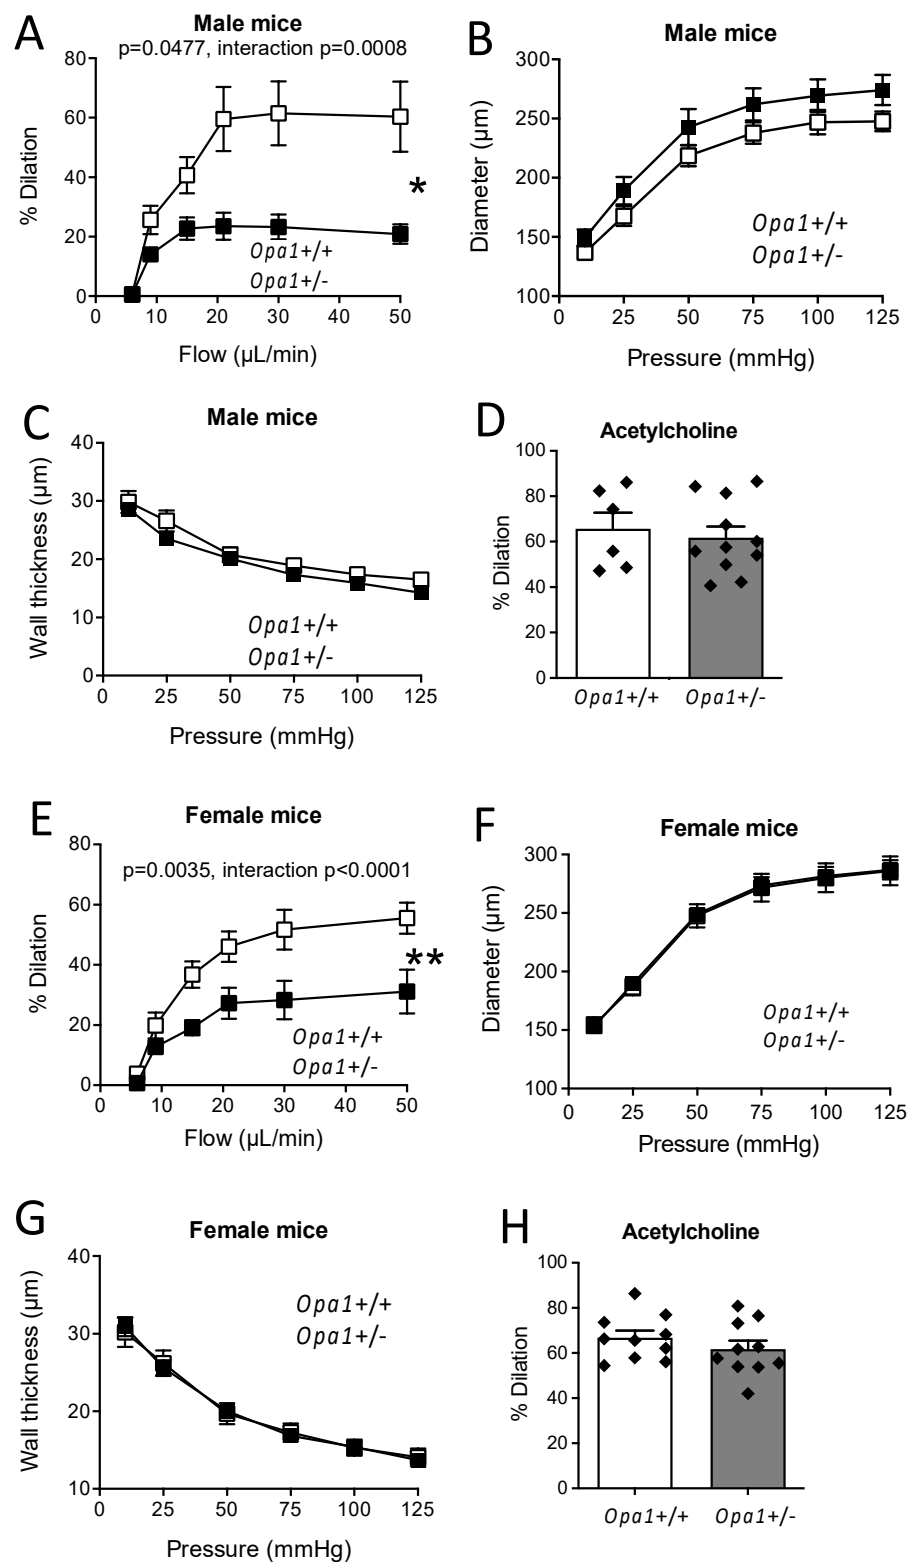 A
Male mice
p=0.0477, interaction p=0.0008
80
60
40
20
0
% Dilation
*
Opa1+/+
Opa1+/-
0 10 20 30 40 50
Flow (µL/min)
B
Male mice
300
250
200
150
100
Diameter (µm)
Opa1+/+
Opa1+/-
0 25 50 75 100 125
Pressure (mmHg)
C
Male mice
40
30
20
10
0
Wall thickness (µm)
Opa1+/+
Opa1+/-
0 25 50 75 100 125
Pressure (mmHg)
D
Acetylcholine
100
80
60
40
20
0
% Dilation
Opa1+/+ Opa1+/-
E
Female mice
80
60
40
20
0
p=0.0035, interaction p<0.0001
% Dilation
**
Opa1+/+
Opa1+/-
0 10 20 30 40 50
Flow (µL/min)
F
Female mice
300
250
200
150
100
Diameter (µm)
Opa1+/+
Opa1+/-
0 25 50 75 100 125
Pressure (mmHg)
G
Female mice
40
30
20
10
Wall thickness (µm)
Opa1+/+
Opa1+/-
0 25 50 75 100 125
Pressure (mmHg)
H
Acetylcholine
100
80
60
40
20
0
% Dilation
Opa1+/+ Opa1+/-